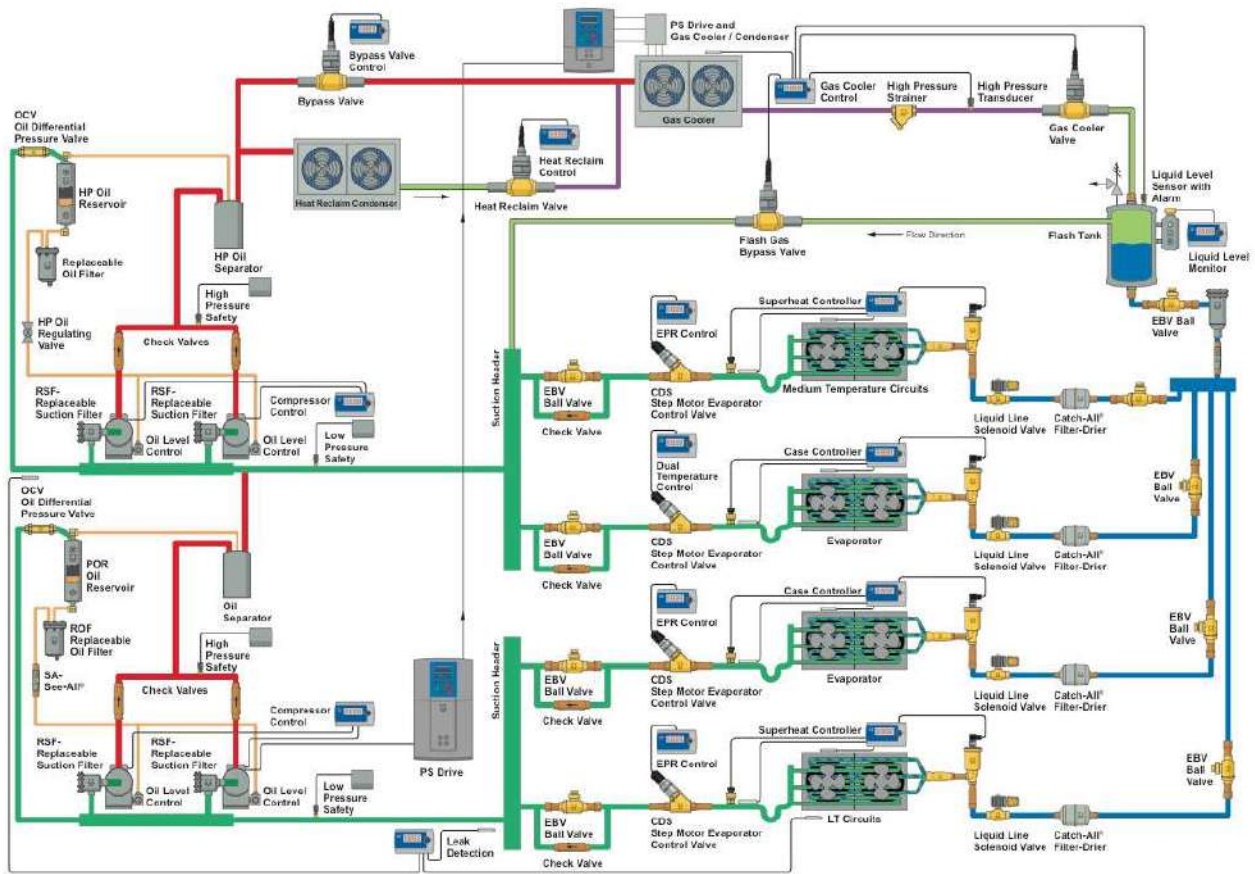 PS Drive and
Gas Cooler / Condenser
Bypass Valve
Control
Bypass Valve
Gas Cooler
Gas Cooler
Control
High Pressure
Strainer
High Pressure
Transducer
Gas Cooler
Valve
OCV
Oil Differential
Pressure Valve
HP Oil
Reservoir
Heat Reclaim
Control
Heat Reclaim Condenser
Heat Reclaim Valve
Liquid Level
Sensor with
Alarm
Flash Tank
Liquid Level
Monitor
Replaceable
Oil Filter
HP Oil
Separator
Flash Gas
Bypass Valve
Flow Direction
High
Pressure
Safety
HP Oil
Regulating
Valve
Check Valves
EPR Control
Superheat Controller
EBV Ball
Valve
RSF-
Replaceable
Suction Filter
RSF-
Replaceable
Suction Filter
Compressor
Control
Oil Level
Control
Oil Level
Control
Low
Pressure
Safety
Suction Header
EBV
Ball Valve
Check Valve
CDS
Step Motor Evaporator
Control Valve
Medium Temperature Circuits
Liquid Line
Solenoid Valve
Catch-All®
Filter-Drier
Dual
Temperature
Control
Case Controller
EBV
Ball Valve
Check Valve
CDS
Step Motor Evaporator
Control Valve
Evaporator
Liquid Line
Solenoid Valve
Catch-All®
Filter-Drier
EBV
Ball
Valve
OCV
Oil Differential
Pressure Valve
POR
Oil
Reservoir
Oil
Separator
ROF
Replaceable
Oil Filter
High
Pressure
Safety
SA-
See-All®
Check Valves
RSF-
Replaceable
Suction Filter
RSF-
Replaceable
Suction Filter
Compressor
Control
Oil Level
Control
Oil Level
Control
Low
Pressure
Safety
PS Drive
Leak
Detection
Suction Header
EPR Control
Case Controller
EBV
Ball Valve
Check Valve
CDS
Step Motor Evaporator
Control Valve
Evaporator
Liquid Line
Solenoid Valve
Catch-All®
Filter-Drier
EBV
Ball
Valve
EPR Control
Superheat Controller
EBV
Ball Valve
Check Valve
CDS
Step Motor Evaporator
Control Valve
LT Circuits
Liquid Line
Solenoid Valve
Catch-All®
Filter-Drier
EBV
Ball
Valve